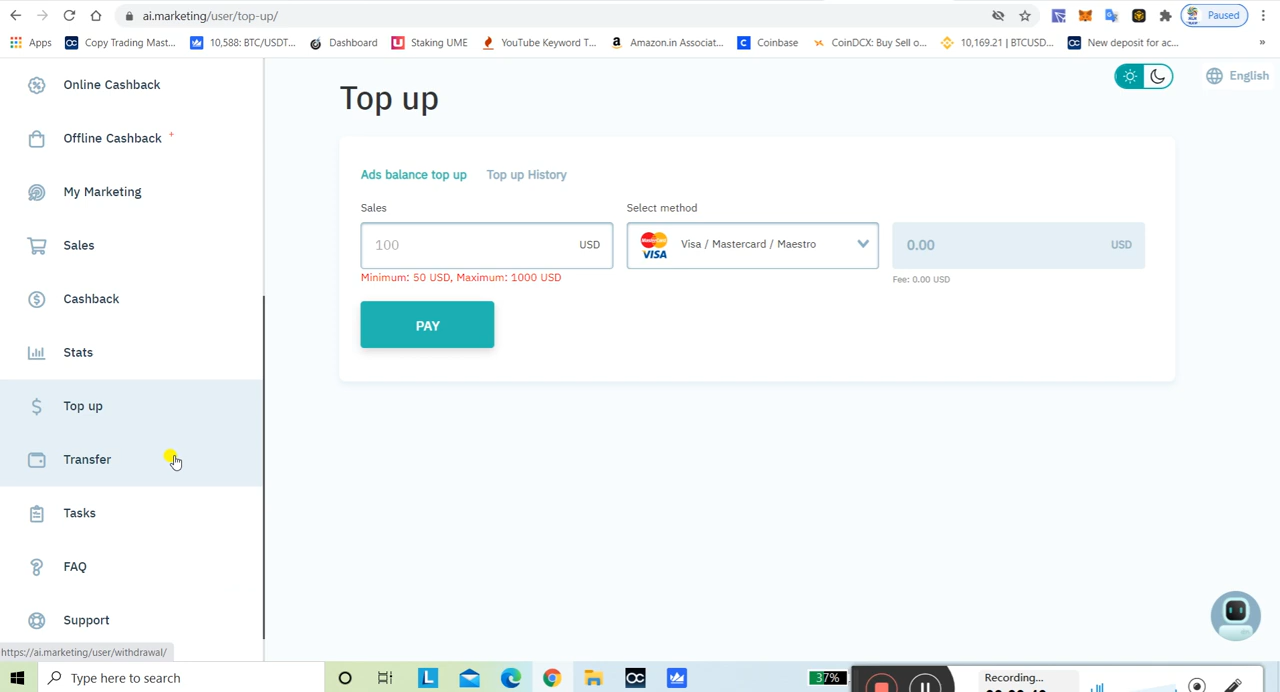 ai.marketing/user/top-up/
Paused
Apps
Copy Trading Mast...
10,588: BTC/USDT...
Dashboard
Staking UME
YouTube Keyword T...
Amazon.in Associat...
Coinbase
CoinDCX: Buy Sell o...
10,169.21 | BTCUSD...
New deposit for ac...
»
Online Cashback
Offline Cashback +
My Marketing
Sales
Cashback
Stats
Top up
Transfer
Tasks
FAQ
Support
English
Top up
Ads balance top up Top up History
Sales Select method
100 USD VISA Visa / Mastercard / Maestro 0.00 USD
Minimum: 50 USD, Maximum: 1000 USD Fee: 0.00 USD
PAY
https://ai.marketing/user/withdrawal/
Type here to search
37%
Recording...